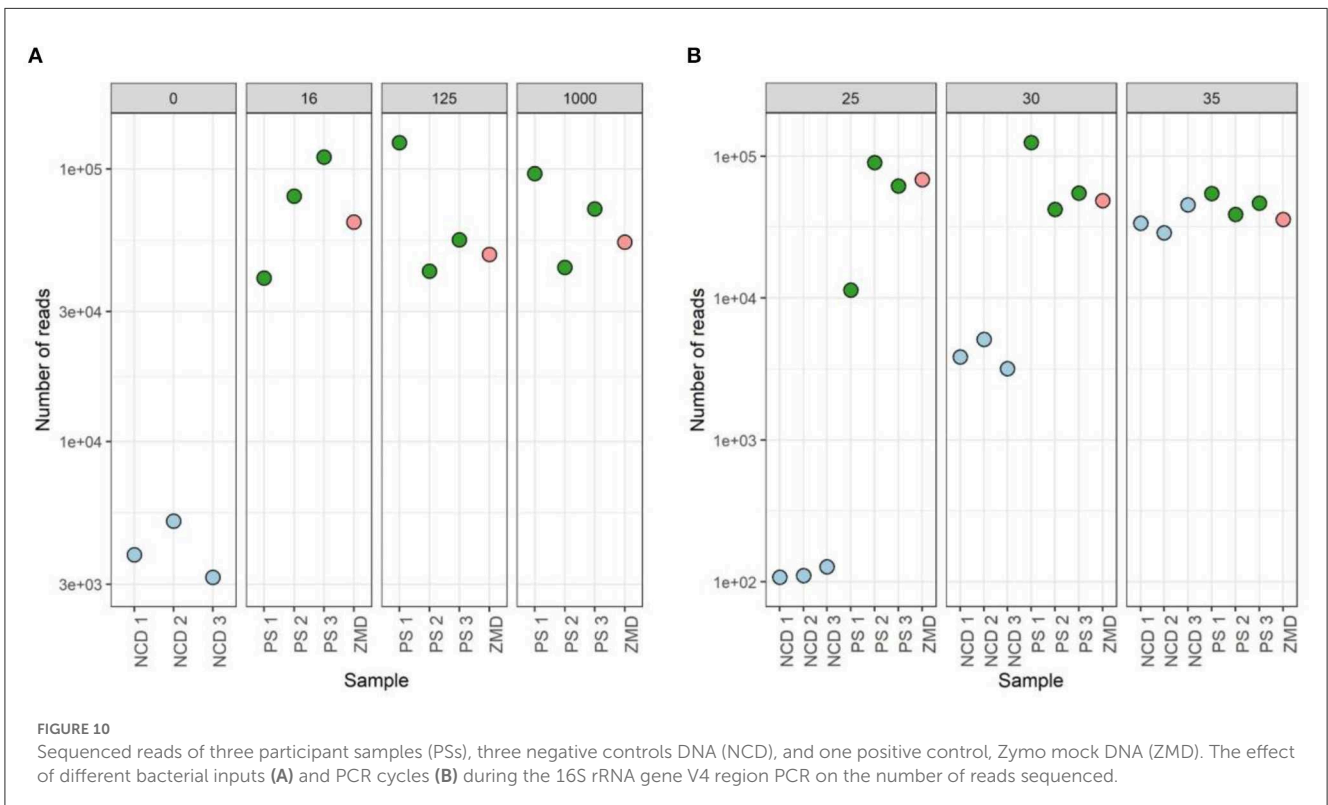 A
B
0 16 125 1000
25 30 35
1e+05
3e+04
1e+04
3e+03
Number of reads
NCD 1 NCD 2 NCD 3 PS 1 PS 2 PS 3 ZMD PS 1 PS 2 PS 3 ZMD PS 1 PS 2 PS 3 ZMD
Sample
1e+05
1e+04
1e+03
1e+02
Number of reads
NCD 1 NCD 2 NCD 3 PS 1 PS 2 PS 3 ZMD NCD 1 NCD 2 NCD 3 PS 1 PS 2 PS 3 ZMD NCD 1 NCD 2 NCD 3 PS 1 PS 2 PS 3 ZMD
Sample
FIGURE 10
Sequenced reads of three participant samples (PSs), three negative controls DNA (NCD), and one positive control, Zymo mock DNA (ZMD). The effect
of different bacterial inputs (A) and PCR cycles (B) during the 16S rRNA gene V4 region PCR on the number of reads sequenced.